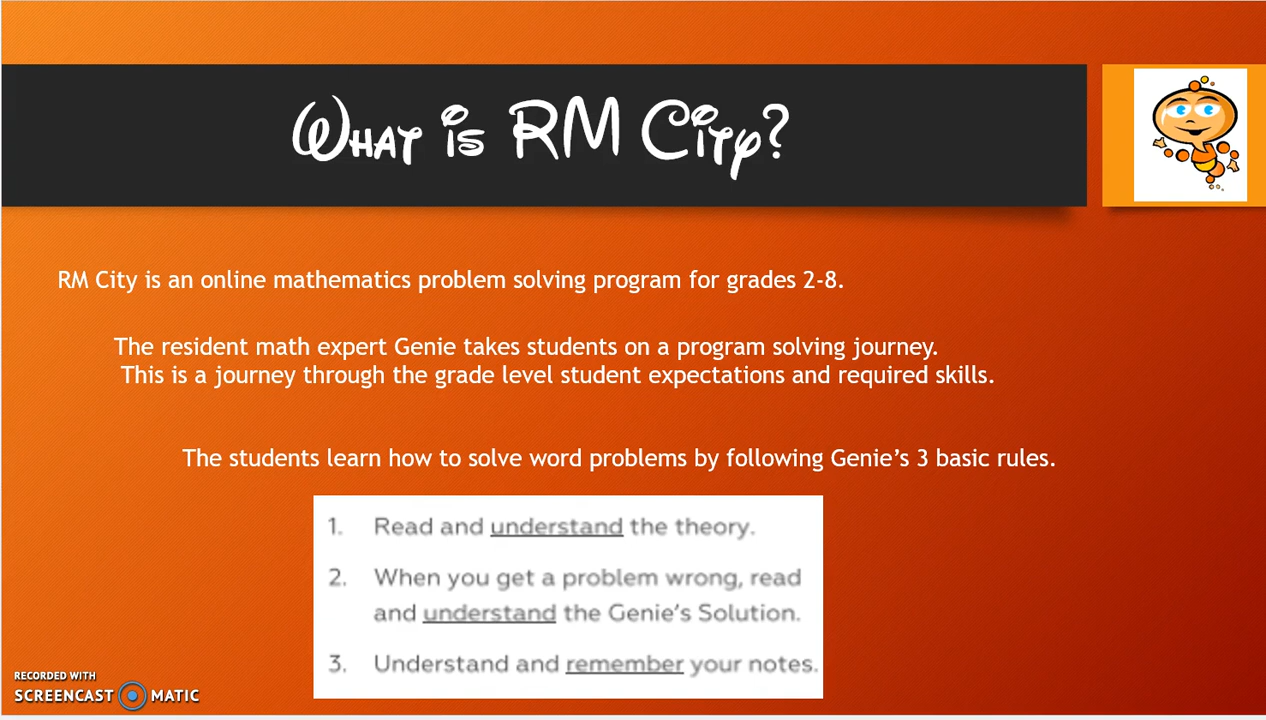 What is RM City?
RM City is an online mathematics problem solving program for grades 2-8.
The resident math expert Genie takes students on a program solving journey.
This is a journey through the grade level student expectations and required skills.
The students learn how to solve word problems by following Genie’s 3 basic rules.
1. Read and understand the theory.
2. When you get a problem wrong, read
and understand the Genie’s Solution.
3. Understand and remember your notes.
RECORDED WITH
SCREENCAST MATIC